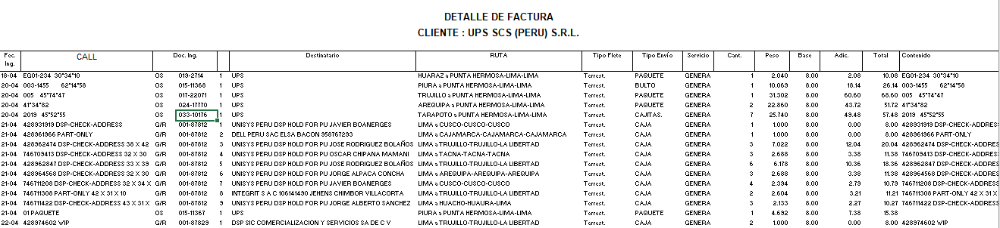 DETALLE DE FACTURA
CLIENTE : UPS SCS (PERU) S.R.L.
Fec. Ing. CALL Doc. Ing. Destinatario RUTA Tipo Flete Tipo Envío Servicio Cant. Peso Base Adic. Total Contenido
18-04 EG01-234 30*34*10 OS 019-2714 1 UPS HUARAZ a PUNTA HERMOSA-LIMA-LIMA Terrest. PAQUETE GENERA 1 2.040 8.00 2.08 10.08 EG01-234 30*34*10
20-04 003-1455 62*14*58 OS 015-11368 1 UPS PIURA a PUNTA HERMOSA-LIMA-LIMA Terrest. BULTO GENERA 1 10.069 8.00 18.14 26.14 003-1455 62*14*58
20-04 005 45*74*47 OS 017-22071 1 UPS TRUJILLO a PUNTA HERMOSA-LIMA-LIMA Terrest. PAQUETE GENERA 1 31.302 8.00 60.60 68.60 005 45*74*47
20-04 41*34*82 OS 024-17770 1 UPS AREQUIPA a PUNTA HERMOSA-LIMA-LIMA Terrest. PAQUETE GENERA 2 22.860 8.00 43.72 51.72 41*34*82
20-04 2019 45*52*55 OS 033-10176 1 UPS TARAPOTO a PUNTA HERMOSA-LIMA-LIMA Terrest. CAJITAS. GENERA 7 25.740 8.00 49.48 57.48 2019 45*52*55
21-04 428931919 DSP-CHECK-ADDRESS G/R 001-87812 1 UNISYS PERU DSP HOLD FOR PU JAVIER BOANERGES LIMA a CUSCO-CUSCO-CUSCO Terrest. CAJA GENERA 1 1.000 8.00 0.00 8.00 428931919 DSP-CHECK-ADDRES
21-04 428961966 PART-ONLY G/R 001-87812 2 DELL PERU SAC ELSA BACON 958767293 LIMA a CAJAMARCA-CAJAMARCA-CAJAMARCA Terrest. CAJA GENERA 1 1.000 8.00 0.00 8.00 428961966 PART-ONLY
21-04 428962474 DSP-CHECK-ADDRESS 38 X 42 G/R 001-87812 3 UNISYS PERU DSP HOLD FOR PU JOSE RODRIGUEZ BOLAÑOS LIMA a TRUJILLO-TRUJILLO-LA LIBERTAD Terrest. CAJA GENERA 3 7.022 8.00 12.04 20.04 428962474 DSP-CHECK-ADDRES
21-04 746709413 DSP-CHECK-ADDRESS 32 X 30 G/R 001-87812 4 UNISYS PERU DSP HOLD FOR PU OSCAR CHIPANA MAMANI LIMA a TACNA-TACNA-TACNA Terrest. CAJA GENERA 3 2.688 8.00 3.38 11.38 746709413 DSP-CHECK-ADDRES
21-04 428962847 DSP-CHECK-ADDRESS 33 X 39 G/R 001-87812 5 UNISYS PERU DSP HOLD FOR PU JOSE RODRIGUEZ BOLAÑOS LIMA a TRUJILLO-TRUJILLO-LA LIBERTAD Terrest. CAJA GENERA 6 6.178 8.00 10.36 18.36 428962847 DSP-CHECK-ADDRES
21-04 428964568 DSP-CHECK-ADDRESS 32 X 30 G/R 001-87812 6 UNISYS PERU DSP HOLD FOR PU JORGE ALPACA CONCHA LIMA a AREQUIPA-AREQUIPA-AREQUIPA Terrest. CAJA GENERA 3 2.688 8.00 3.38 11.38 428964568 DSP-CHECK-ADDRES
21-04 746711208 DSP-CHECK-ADDRESS 32 X 34 X G/R 001-87812 7 UNISYS PERU DSP HOLD FOR PU JAVIER BOANERGES LIMA a CUSCO-CUSCO-CUSCO Terrest. CAJA GENERA 4 2.394 8.00 2.79 10.79 746711208 DSP-CHECK-ADDRES
21-04 746711308 PART-ONLY 42 X 31 X 10 G/R 001-87812 8 INTEGRIT S A C 106141490 JEHENS CHIMBOR VILLACORTA LIMA a TRUJILLO-TRUJILLO-LA LIBERTAD Terrest. CAJA GENERA 2 2.604 8.00 3.21 11.21 746711308 PART-ONLY 42 X 31 X
21-04 746711422 DSP-CHECK-ADDRESS 43 X 31 X G/R 001-87812 9 UNISYS PERU DSP HOLD FOR PU JORGE ALBERTO SANCHEZ LIMA a HUACHO-HUAURA-LIMA Terrest. CAJA GENERA 3 2.133 8.00 2.27 10.27 746711422 DSP-CHECK-ADDRES
21-04 01 PAQUETE OS 015-11367 1 UPS PIURA a PUNTA HERMOSA-LIMA-LIMA Terrest. PAQUETE GENERA 1 4.692 8.00 7.38 15.38
22-04 428974602 WIP G/R 001-87829 1 DSP SIC COMERCIALIZACION Y SERVICIOS SA DE C V LIMA a TRUJILLO-TRUJILLO-LA LIBERTAD Terrest. CAJA GENERA 2 1.000 8.00 0.00 8.00 428974602 WIP